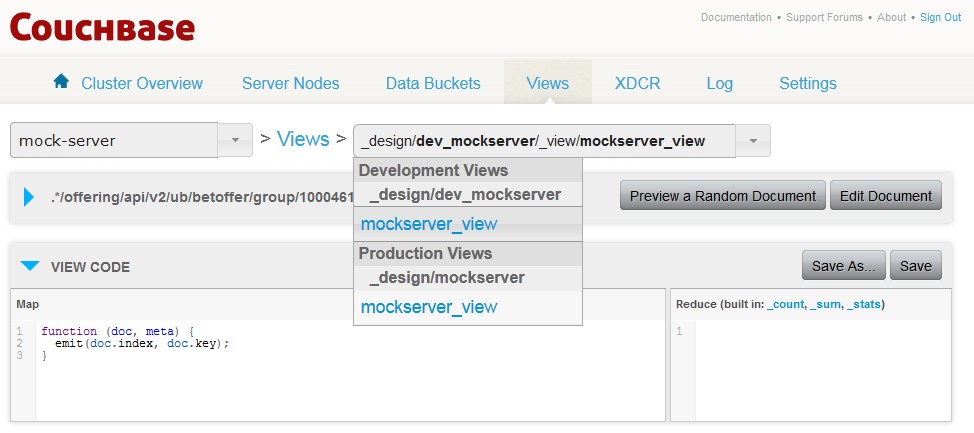 COUCHBASE
Documentation • Support Forums • About • Sign Out
Cluster Overview Server Nodes Data Buckets Views XDCR Log Settings
mock-server > Views > _design/dev_mockserver/_view/mockserver_view
Development Views
_design/dev_mockserver
mockserver_view
Production Views
_design/mockserver
mockserver_view
.*/offering/api/v2/ub/betoffer/group/1000461
Preview a Random Document Edit Document
VIEW CODE
Save As... Save
Map
1 function (doc, meta) {
2 emit(doc.index, doc.key);
3 }
Reduce (built in: _count, _sum, _stats)
1